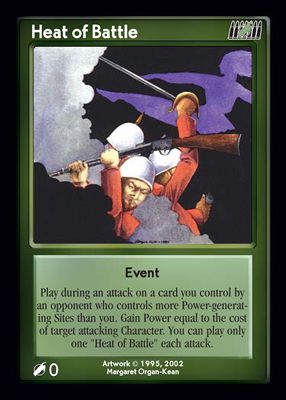 Heat of Battle
Event
Play during an attack on a card you control by
an opponent who controls more Power-generat-
ing Sites than you. Gain Power equal to the cost
of target attacking Character. You can play only
one "Heat of Battle" each attack.
0
Artwork © 1995, 2002
Margaret Organ-Kean